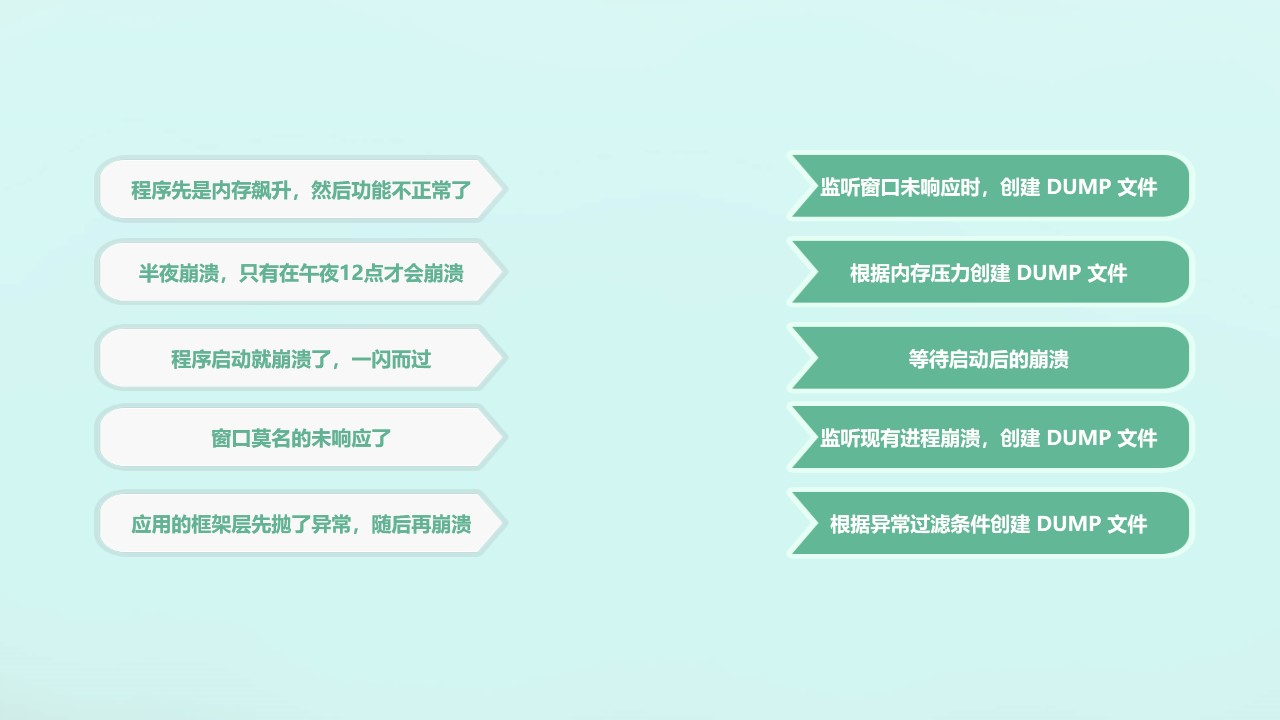 程序先是内存飙升，然后功能不正常了
半夜崩溃，只有在午夜12点才会崩溃
程序启动就崩溃了，一闪而过
窗口莫名的未响应了
应用的框架层先抛了异常，随后再崩溃
监听窗口未响应时，创建 DUMP 文件
根据内存压力创建 DUMP 文件
等待启动后的崩溃
监听现有进程崩溃，创建 DUMP 文件
根据异常过滤条件创建 DUMP 文件